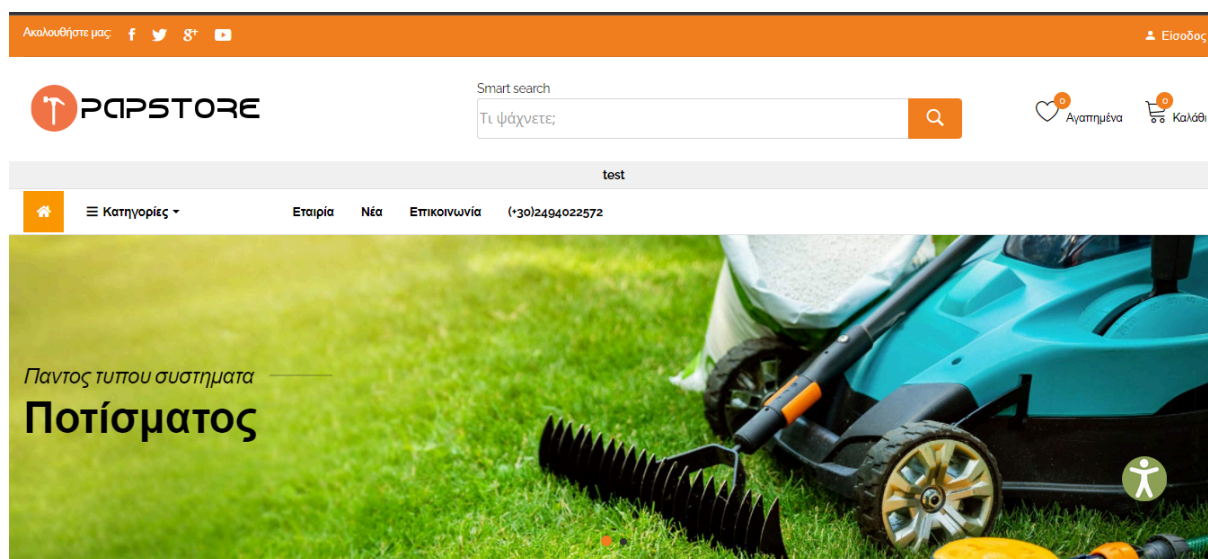 Ακολουθήστε μας:
Είσοδος
PAPSTORE
Smart search
Τι ψάχνετε;
0
Αγαπημένα
0
Καλάθι
test
Κατηγορίες
Εταιρία
Νέα
Επικοινωνία
(+30)2494022572
Παντος τυπου συστηματα
Ποτίσματος